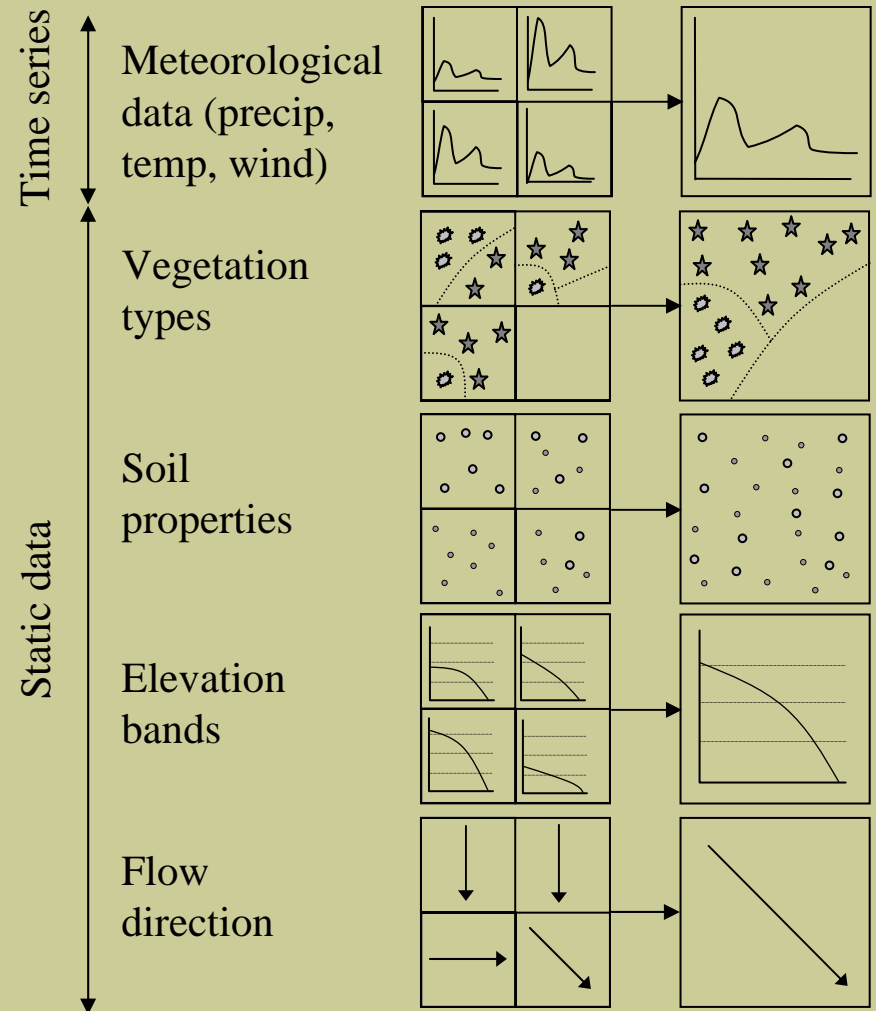 Time series
Meteorological
data (precip,
temp, wind)
Static data
Vegetation
types
Soil
properties
Elevation
bands
Flow
direction